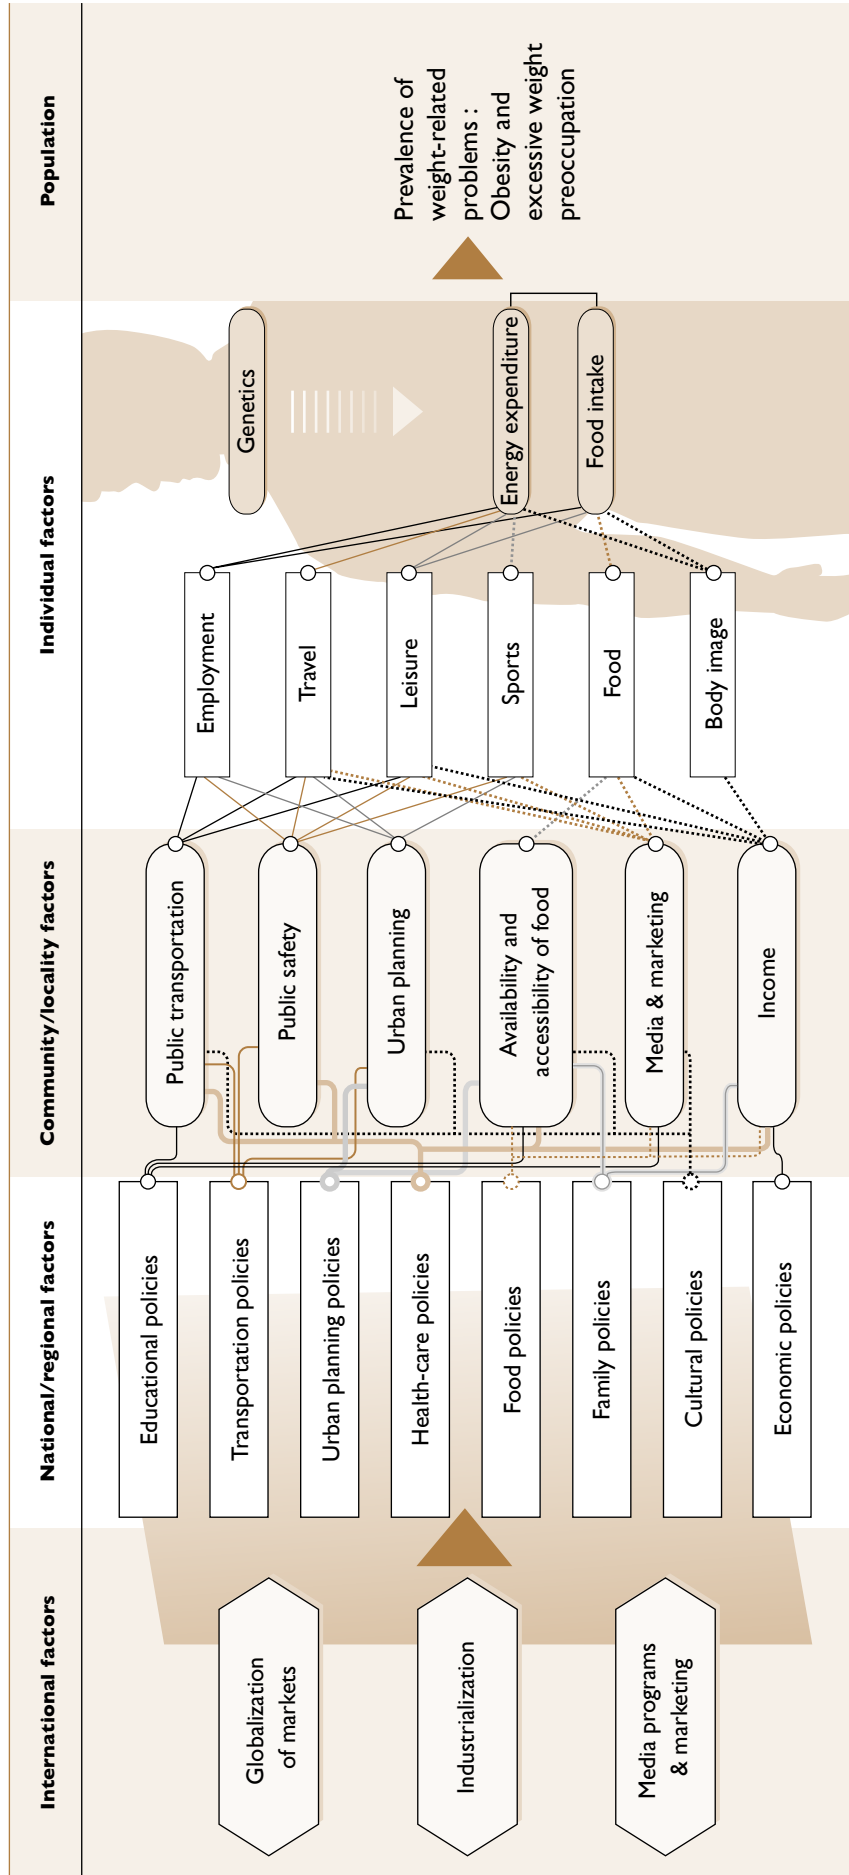 International factors
National/regional factors
Community/locality factors
Individual factors
Population
Globalization
of markets
Industrialization
Media programs
& marketing
Educational policies
Transportation policies
Urban planning policies
Health-care policies
Food policies
Family policies
Cultural policies
Economic policies
Public transportation
Public safety
Urban planning
Availability and
accessibility of food
Media & marketing
Income
Employment
Travel
Leisure
Sports
Food
Body image
Genetics
Energy expenditure
Food intake
Prevalence of
weight-related
problems :
Obesity and
excessive weight
preoccupation